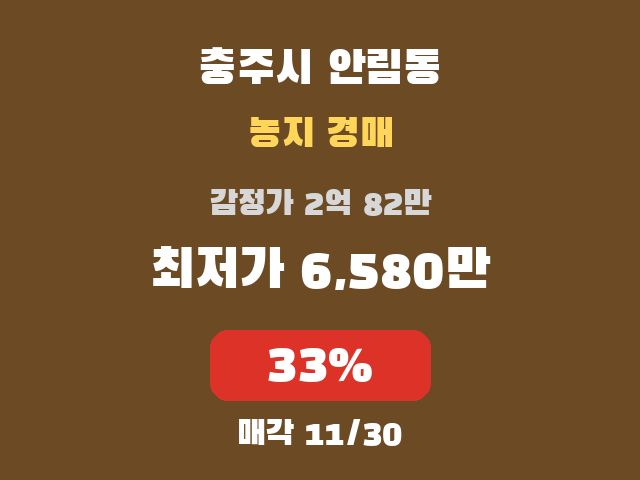 충주시 안림동
농지 경매
감정가 2억 82만
최저가 6,580만
33%
매각 11/30